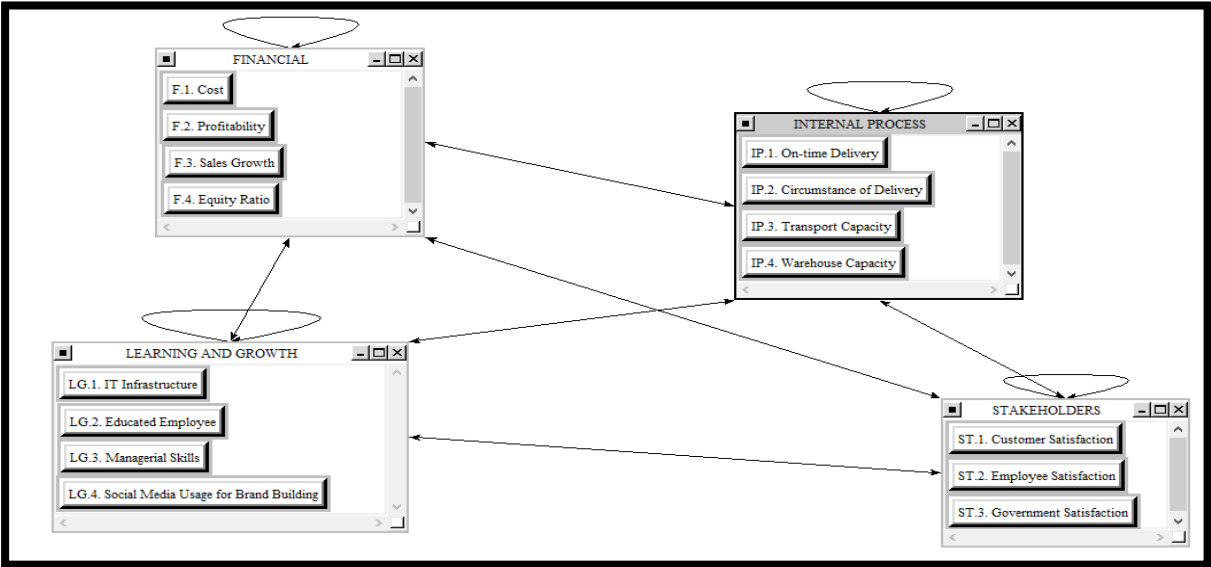 FINANCIAL
F.1. Cost
F.2. Profitability
F.3. Sales Growth
F.4. Equity Ratio
INTERNAL PROCESS
IP.1. On-time Delivery
IP.2. Circumstance of Delivery
IP.3. Transport Capacity
IP.4. Warehouse Capacity
LEARNING AND GROWTH
LG.1. IT Infrastructure
LG.2. Educated Employee
LG.3. Managerial Skills
LG.4. Social Media Usage for Brand Building
STAKEHOLDERS
ST.1. Customer Satisfaction
ST.2. Employee Satisfaction
ST.3. Government Satisfaction